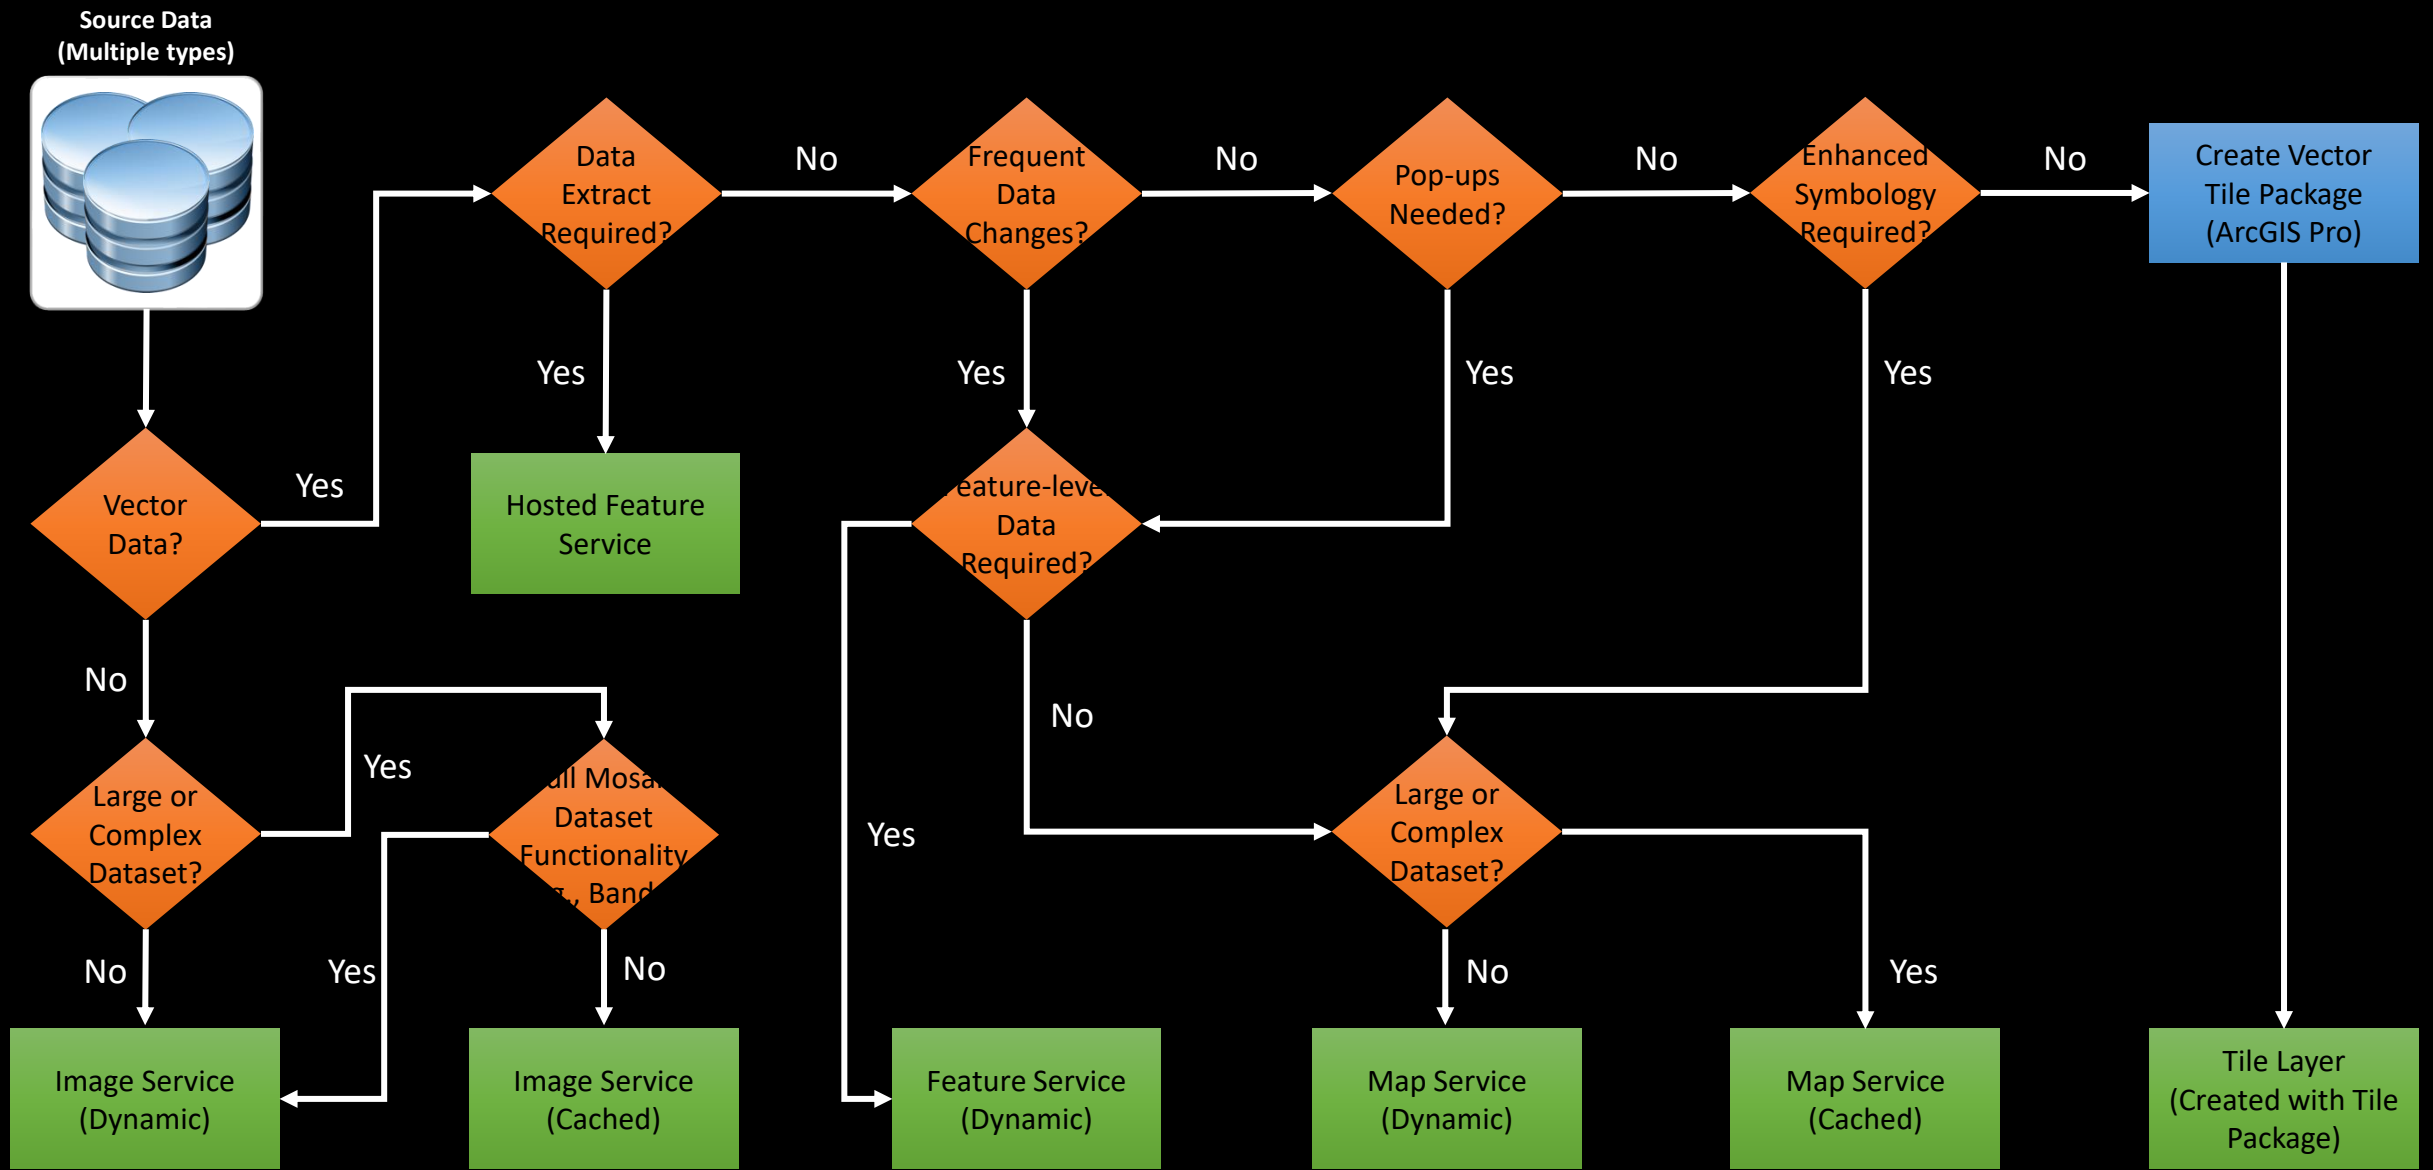 Source Data
(Multiple types)
Data
Extract
Required?
No
Frequent
Data
Changes?
No
Pop-ups
Needed?
No
Enhanced
Symbology
Required?
No
Create Vector
Tile Package
(ArcGIS Pro)
Yes
Yes
Yes
Yes
Vector
Data?
Yes
Hosted Feature
Service
Data
Required?
No
No
Large or
Complex
Dataset?
Yes
Dataset
Functionality
Yes
Large or
Complex
Dataset?
No
Yes
No
No
Yes
Image Service
(Dynamic)
Image Service
(Cached)
Feature Service
(Dynamic)
Map Service
(Dynamic)
Map Service
(Cached)
Tile Layer
(Created with Tile
Package)